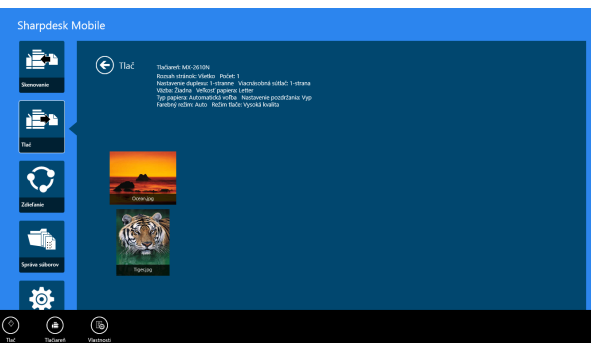 Sharpdesk Mobile
Skenovanie
Tlač
Zdieľanie
Správa súborov
Tlač
Tlačiareň: MX-2610N
Rozsah stránok: Všetko Počet: 1
Nastavenie duplexu: 1-stranne Viacnásobná sútlač: 1-strana
Väzba: Žiadna Veľkosť papiera: Letter
Typ papiera: Automatická voľba Nastavenie pozdržania: Vyp
Farebný režim: Auto Režim tlače: Vysoká kvalita
Ocean.jpg
Tiger.jpg
Tlač
Tlačiareň
Vlastnosti